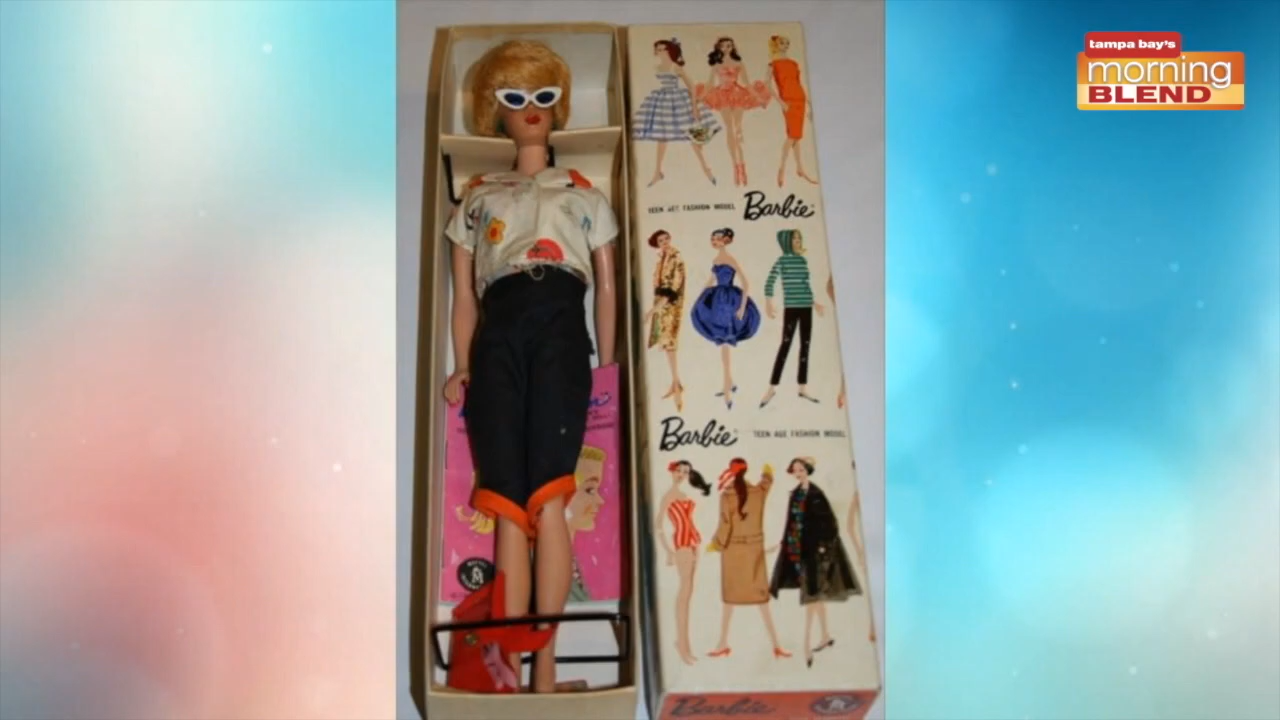 tampa bay's
morning
BLEND
TEEN AGE FASHION MODEL Barbie®
Barbie® TEEN AGE FASHION MODEL
Barbie